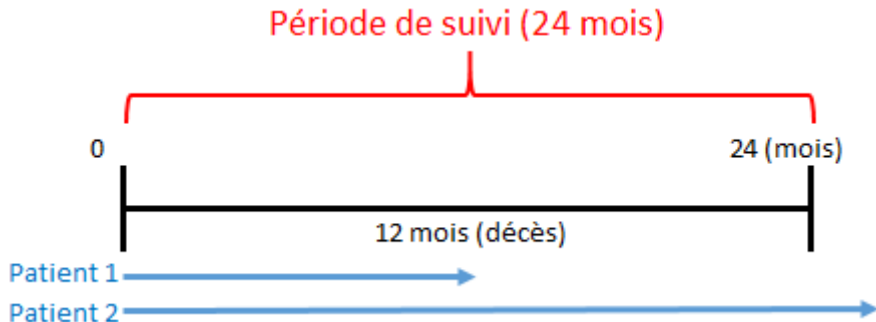 Période de suivi (24 mois)
0
24 (mois)
12 mois (décès)
Patient 1
Patient 2